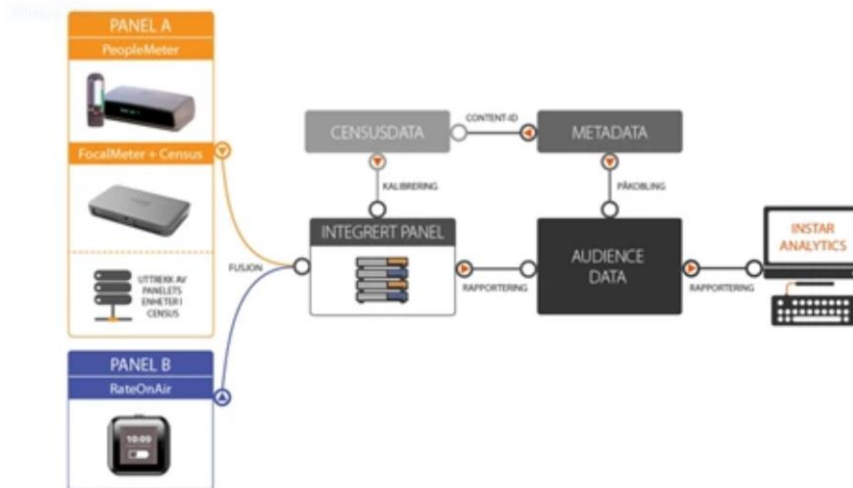 PANEL A
PeopleMeter
FocalMeter + Census
UTTREKK AV
PANELETS
ENHETER I
CENSUS
PANEL B
RateOnAir
10:09
FUSJON
CENSUSDATA
CONTENT-ID
METADATA
KALIBRERING
PÅKOBLING
INTEGRERT PANEL
RAPPORTERING
AUDIENCE
DATA
RAPPORTERING
INSTAR
ANALYTICS